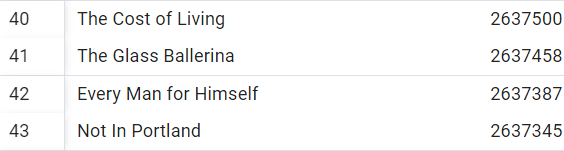 40 The Cost of Living 2637500
41 The Glass Ballerina 2637458
42 Every Man for Himself 2637387
43 Not In Portland 2637345